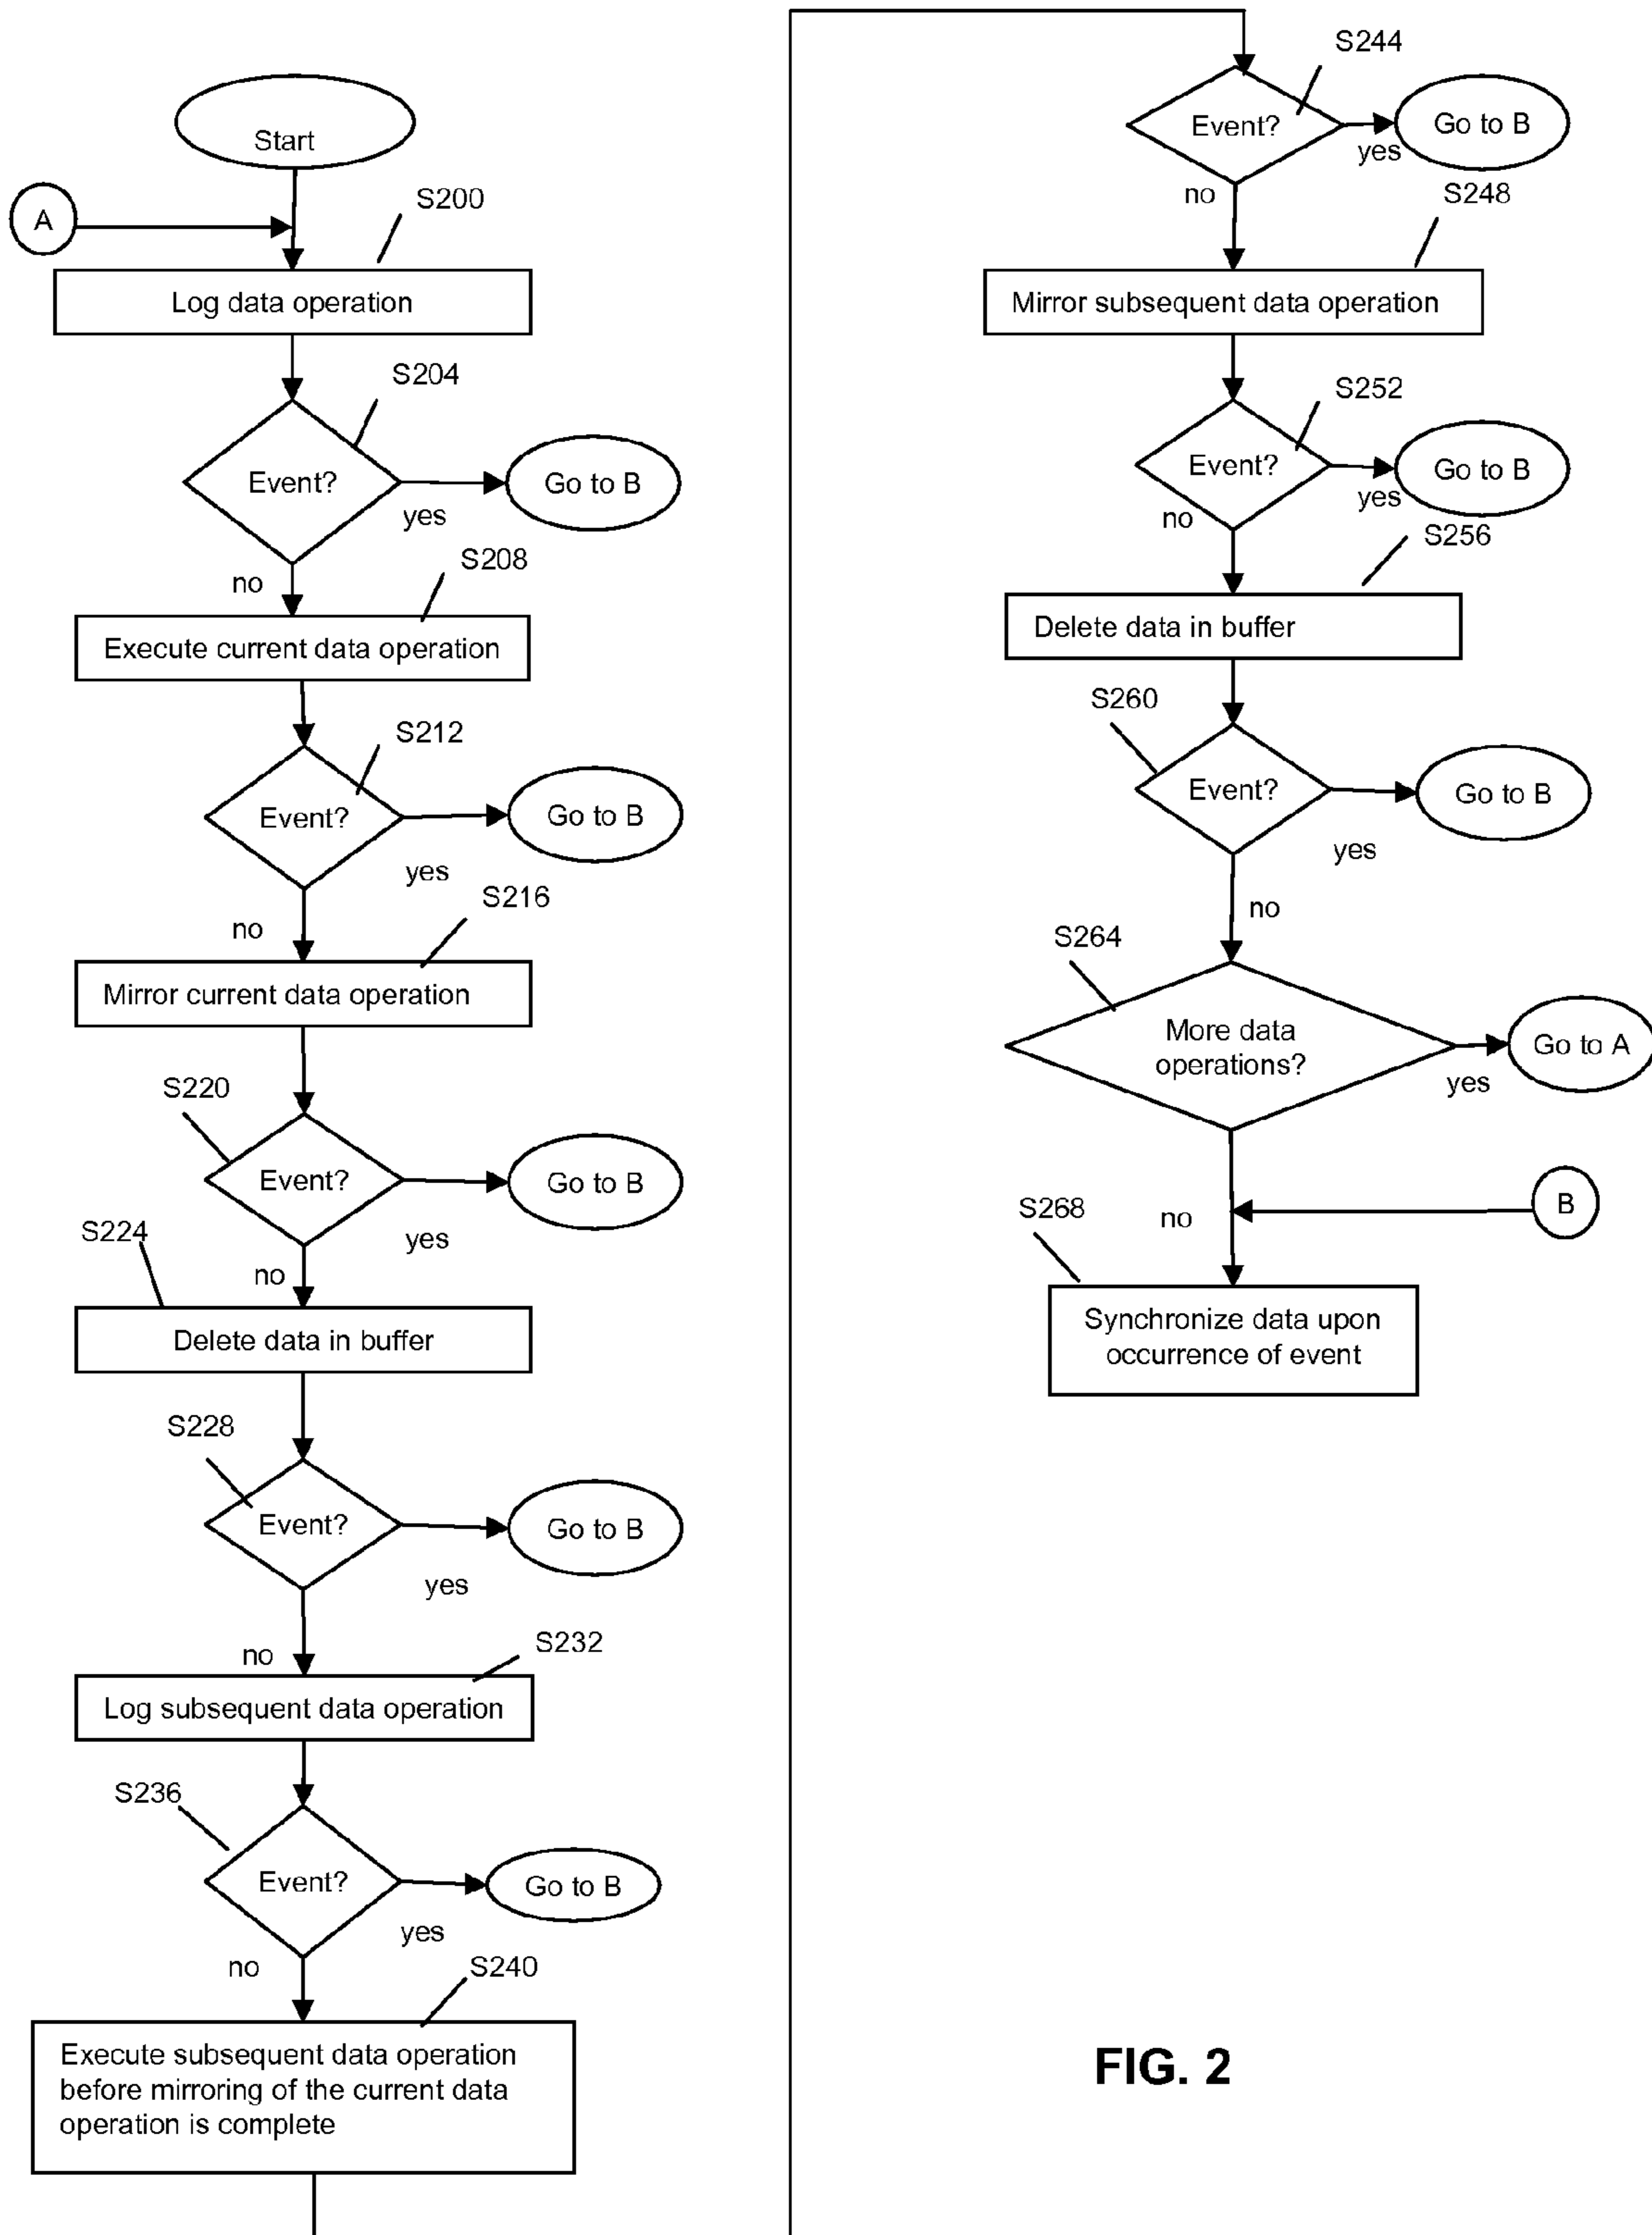 Start
A
S200
Log data operation
S204
Event?
yes
Go to B
no
S208
Execute current data operation
S212
Event?
yes
Go to B
no
S216
Mirror current data operation
S220
Event?
yes
Go to B
no
S224
Delete data in buffer
S228
Event?
yes
Go to B
no
S232
Log subsequent data operation
S236
Event?
yes
Go to B
no
S240
Execute subsequent data operation
before mirroring of the current data
operation is complete
S244
Event?
yes
Go to B
no
S248
Mirror subsequent data operation
S252
Event?
yes
Go to B
no
S256
Delete data in buffer
S260
Event?
yes
Go to B
no
S264
More data
operations?
yes
Go to A
no
B
S268
Synchronize data upon
occurrence of event
FIG. 2